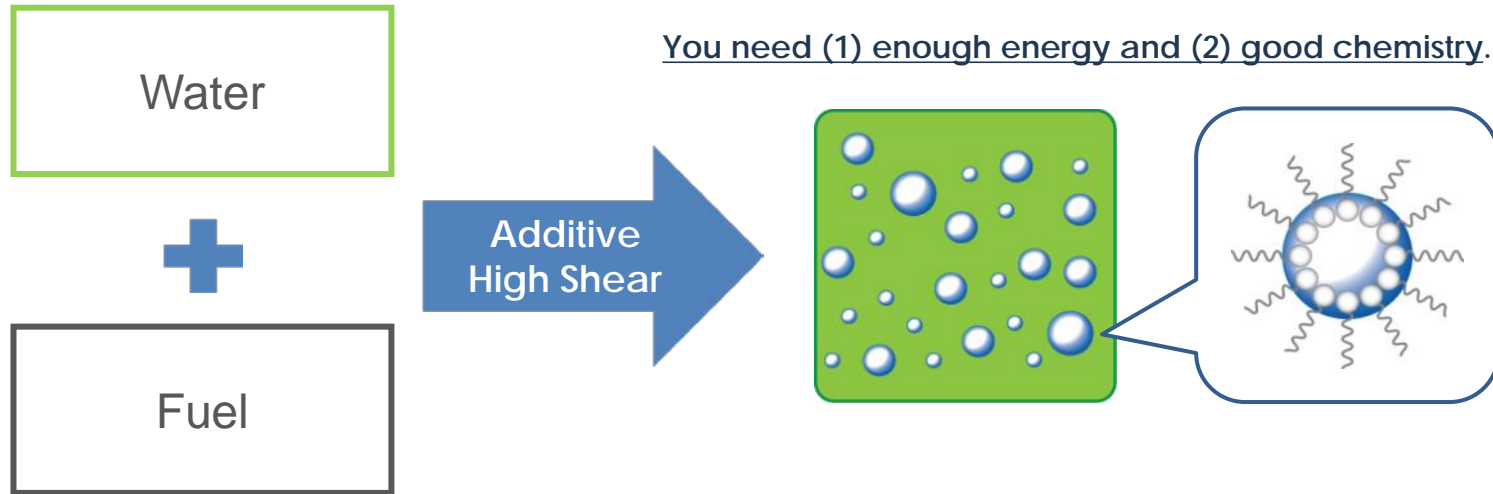 You need (1) enough energy and (2) good chemistry.
Water
Additive
High Shear
Fuel